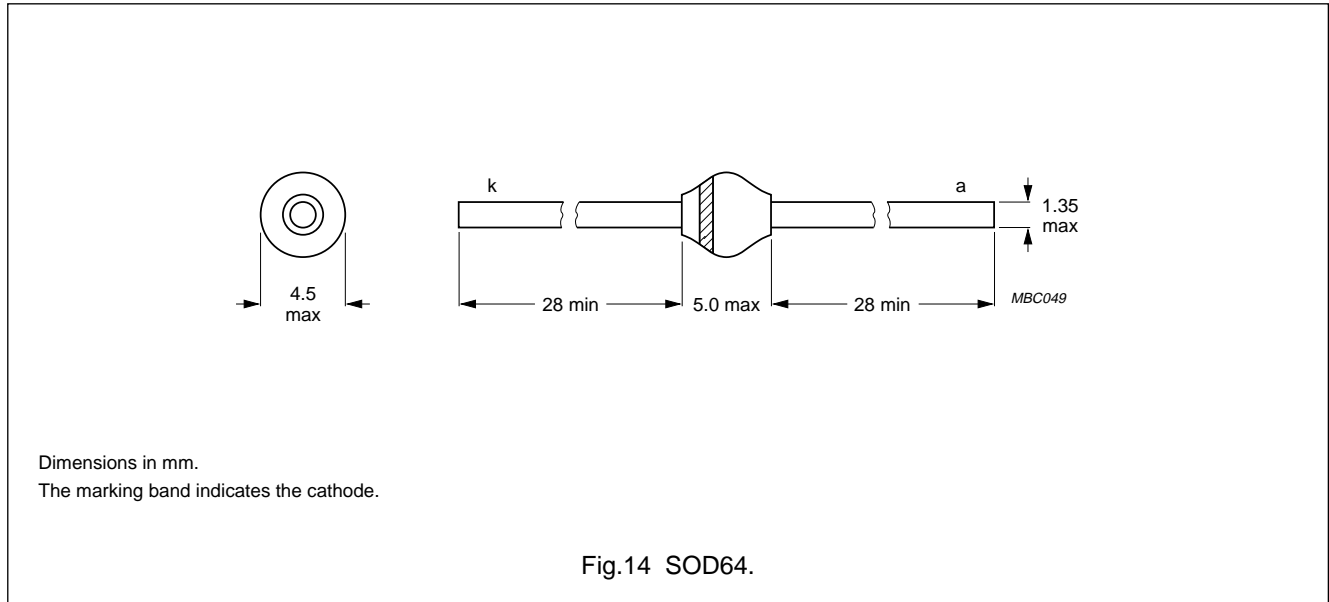 k
a
1.35
max
4.5
max
28 min
5.0 max
28 min
MBC049
Dimensions in mm.
The marking band indicates the cathode.
Fig.14 SOD64.